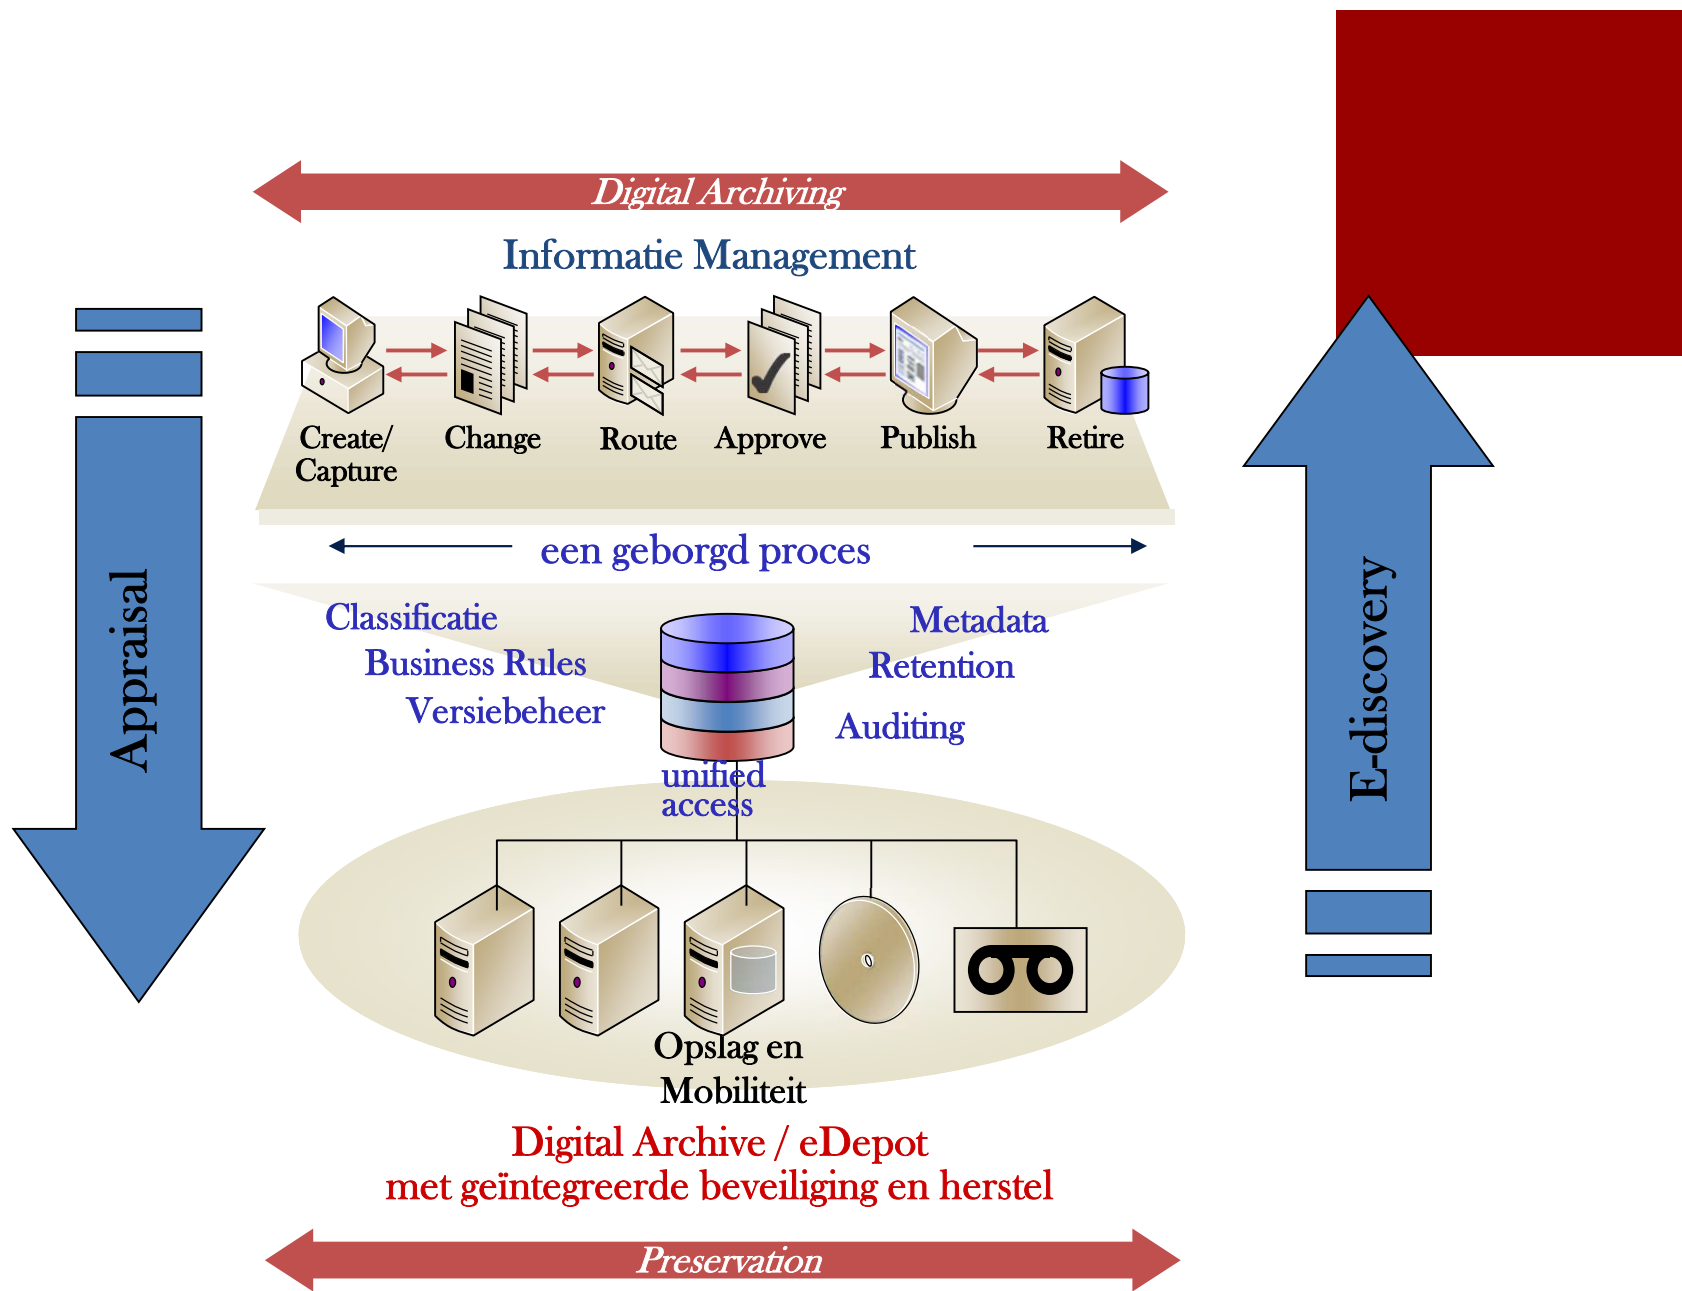 Digital Archiving
Informatie Management
Create/
Capture
Change
Route
Approve
Publish
Retire
een geborgd proces
Classificatie
Business Rules
Versiebeheer
Metadata
Retention
Auditing
unified
access
Appraisal
E-discovery
Opslag en
Mobiliteit
Digital Archive / eDepot
met geïntegreerde beveiliging en herstel
Preservation